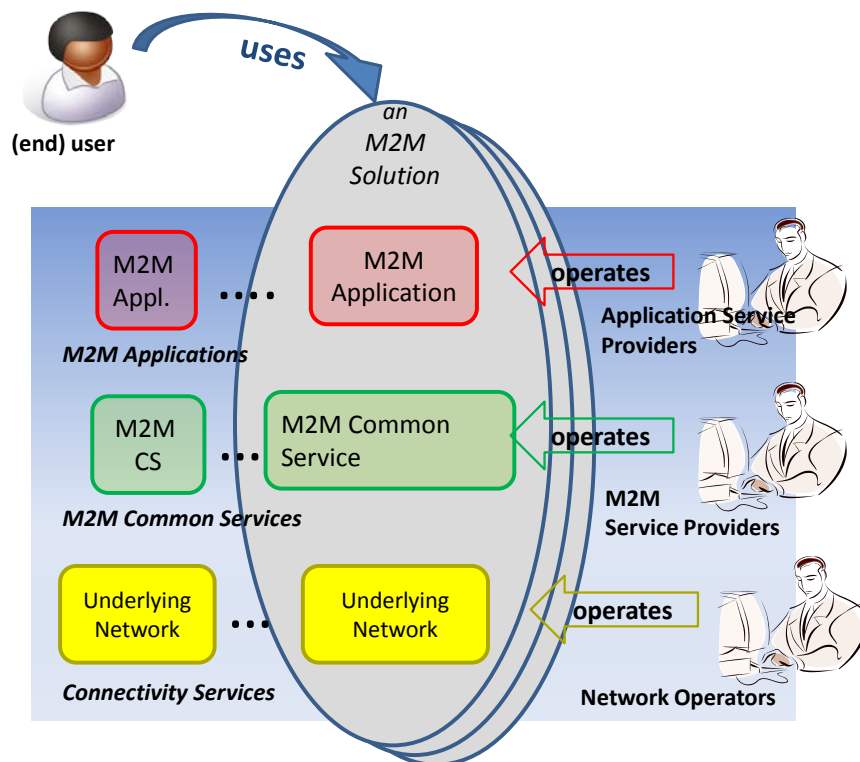 uses
(end) user
an
M2M
Solution
M2M
Appl.
....
M2M
Application
operates
Application Service
Providers
M2M Applications
M2M
CS
...
M2M Common
Service
operates
M2M
Service Providers
M2M Common Services
Underlying
Network
...
Underlying
Network
operates
Connectivity Services
Network Operators